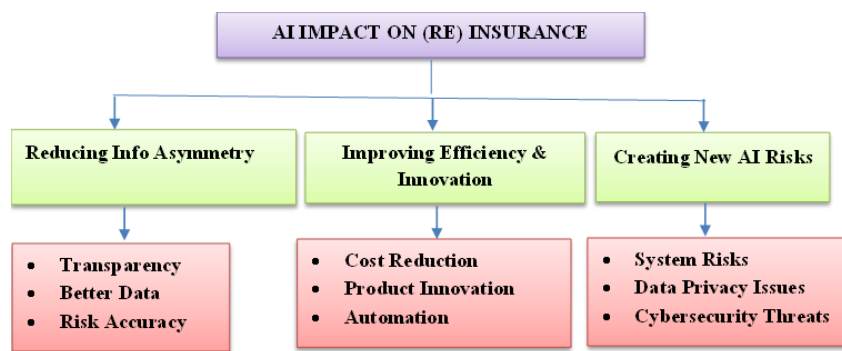 AI IMPACT ON (RE) INSURANCE
Reducing Info Asymmetry
Improving Efficiency &
Innovation
Creating New AI Risks
• Transparency
• Better Data
• Risk Accuracy
• Cost Reduction
• Product Innovation
• Automation
• System Risks
• Data Privacy Issues
• Cybersecurity Threats